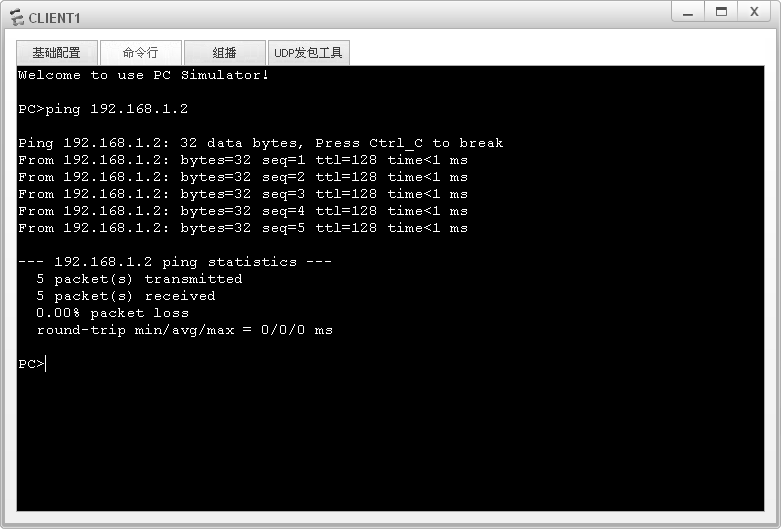 CLIENT1
X
基础配置 命令行 组播 UDP发包工具
Welcome to use PC Simulator!
PC>ping 192.168.1.2
Ping 192.168.1.2: 32 data bytes, Press Ctrl_C to break
From 192.168.1.2: bytes=32 seq=1 ttl=128 time<1 ms
From 192.168.1.2: bytes=32 seq=2 ttl=128 time<1 ms
From 192.168.1.2: bytes=32 seq=3 ttl=128 time<1 ms
From 192.168.1.2: bytes=32 seq=4 ttl=128 time<1 ms
From 192.168.1.2: bytes=32 seq=5 ttl=128 time<1 ms
--- 192.168.1.2 ping statistics ---
5 packet(s) transmitted
5 packet(s) received
0.00% packet loss
round-trip min/avg/max = 0/0/0 ms
PC>